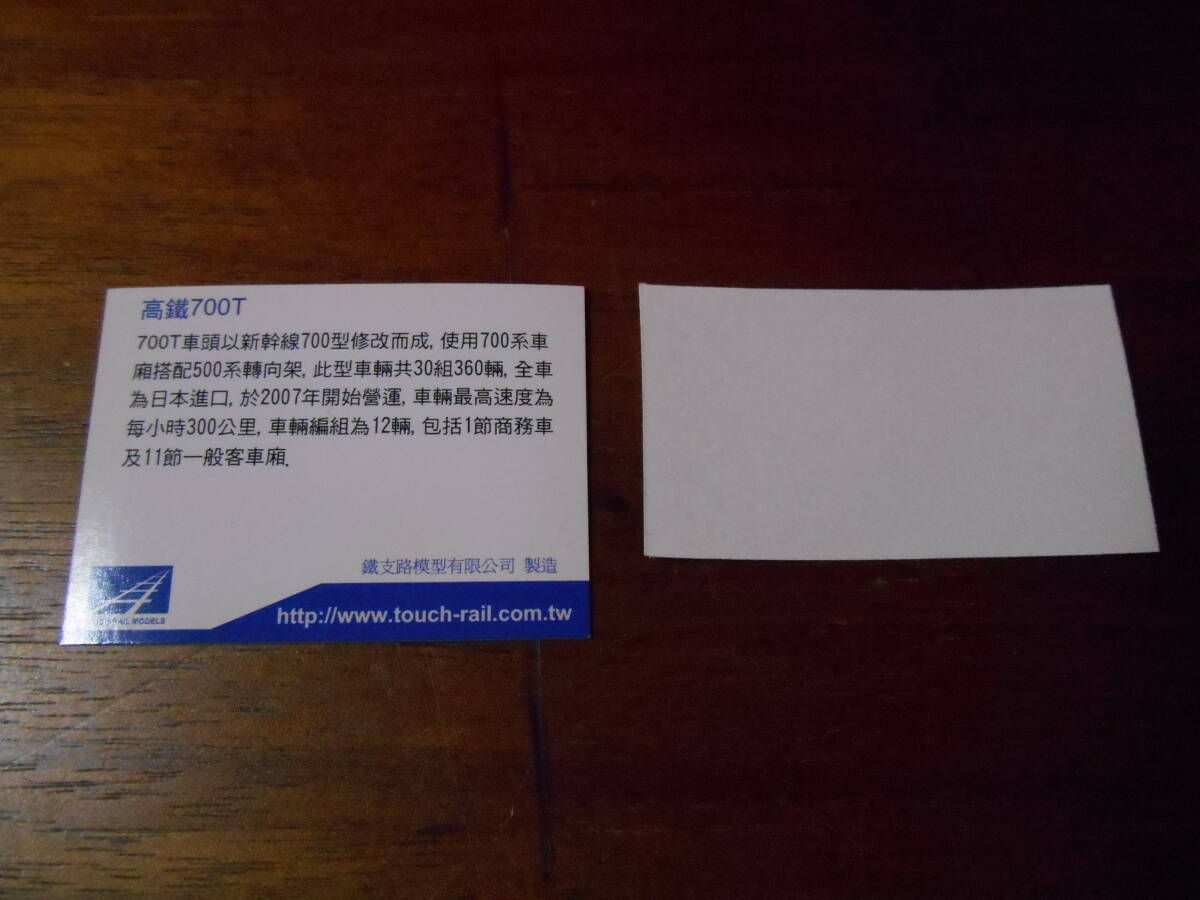 高鐵700T
700T車頭以新幹線700型修改而成, 使用700系車
廂搭配500系轉向架, 此型車輛共30組360輛, 全車
為日本進口, 於2007年開始營運, 車輛最高速度為
每小時300公里, 車輛編組為12輛, 包括1節商務車
及11節一般客車廂.
鐵支路模型有限公司 製造
RAIL MODELS
http://www.touch-rail.com.tw